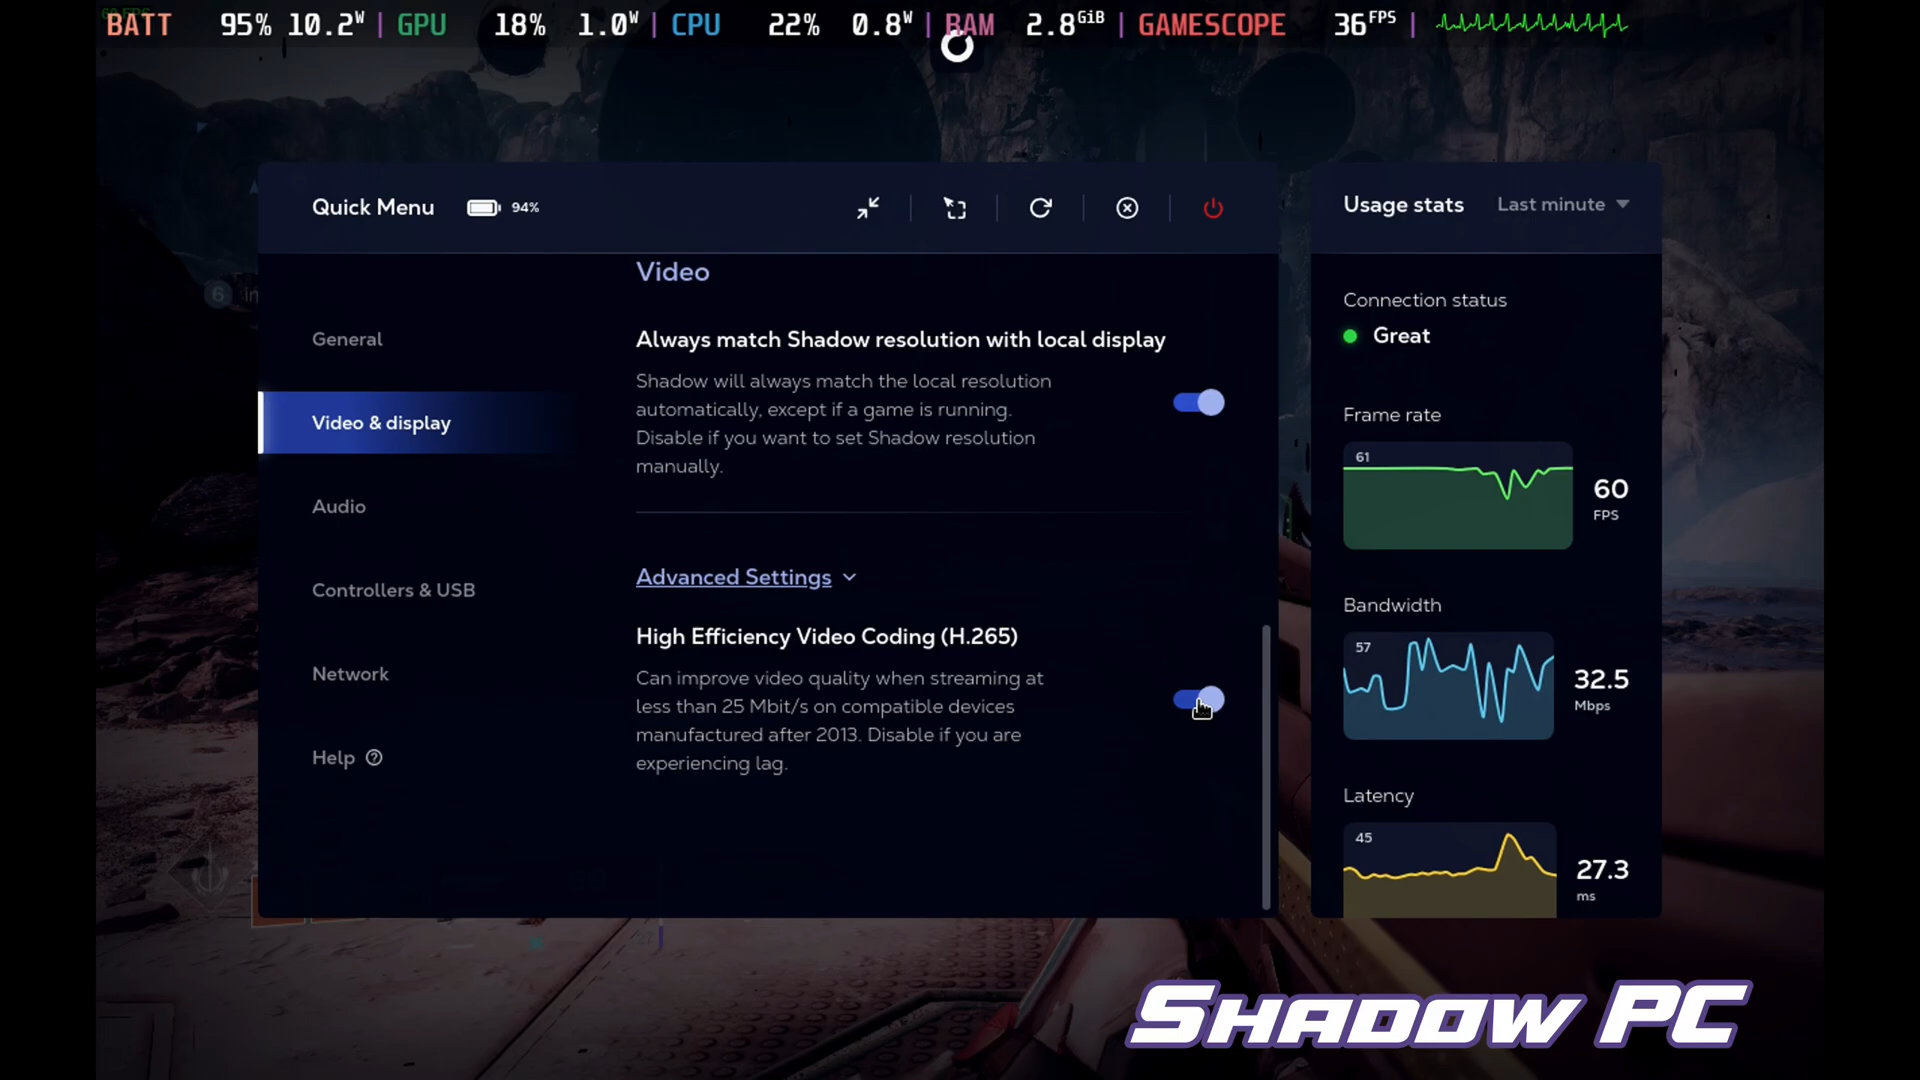 BATT 95% 10.2W | GPU 18% 1.0W | CPU 22% 0.8W | RAM 2.8GiB | GAMESCOPE 36FPS |
Quick Menu 94%
Usage stats Last minute
Video
General
Video & display
Audio
Controllers & USB
Network
Help
Always match Shadow resolution with local display
Shadow will always match the local resolution
automatically, except if a game is running.
Disable if you want to set Shadow resolution
manually.
Advanced Settings
High Efficiency Video Coding (H.265)
Can improve video quality when streaming at
less than 25 Mbit/s on compatible devices
manufactured after 2013. Disable if you are
experiencing lag.
Connection status
Great
Frame rate
61
60
FPS
Bandwidth
57
32.5
Mbps
Latency
45
27.3
ms
6 in
27
SHADOW PC